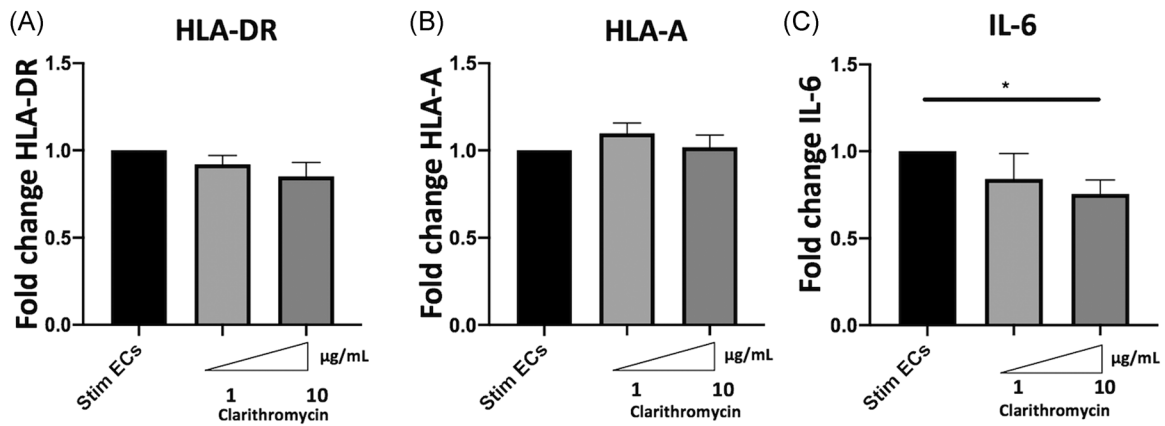 (A)
HLA-DR
Fold change HLA-DR
1.5
1.0
0.5
0.0
Stim ECs
1
10
µg/mL
Clarithromycin
(B)
HLA-A
Fold change HLA-A
1.5
1.0
0.5
0.0
Stim ECs
1
10
µg/mL
Clarithromycin
(C)
IL-6
Fold change IL-6
1.5
1.0
0.5
0.0
*
Stim ECs
1
10
µg/mL
Clarithromycin